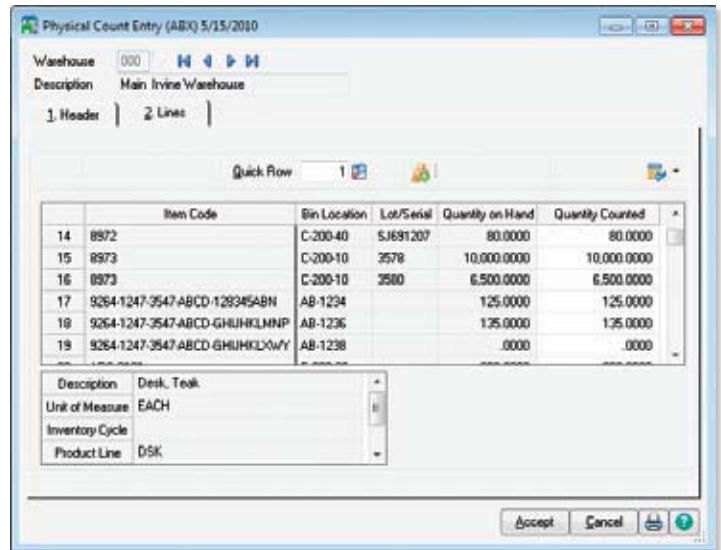 Physical Count Entry (ABX) 5/15/2010
Warehouse 000
Description Main Irvine Warehouse
1. Header 2. Lines
Quick Row 1
Item Code Bin Location Lot/Serial Quantity on Hand Quantity Counted
14 8972 C-200-40 SJ691207 80.0000 80.0000
15 8973 C-200-10 3578 10,000.0000 10,000.0000
16 8973 C-200-10 3580 6,500.0000 6,500.0000
17 9264-1247-3547-ABCD-128345ABN AB-1234 125.0000 125.0000
18 9264-1247-3547-ABCD-GHIJHKLMNP AB-1236 135.0000 135.0000
19 9264-1247-3547-ABCD-GHIJHKLXWY AB-1238 .0000 .0000
Description Desk, Teak
Unit of Measure EACH
Inventory Cycle
Product Line DSK
Accept Cancel